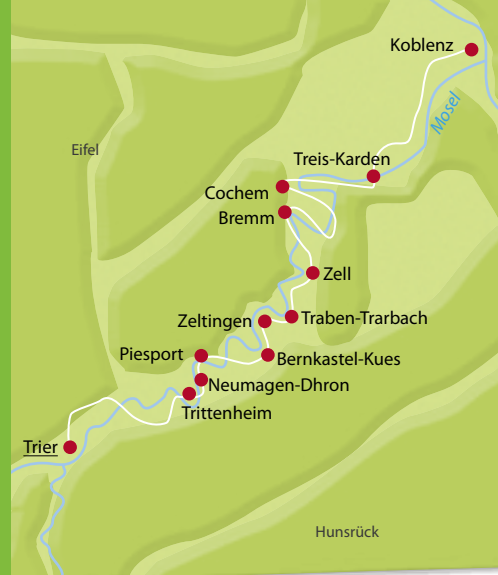 Koblenz
Mosel
Eifel
Treis-Karden
Cochem
Bremm
Zell
Zeltingen
Traben-Trarbach
Piesport
Bernkastel-Kues
Neumagen-Dhron
Trittenheim
Trier
Hunsrück